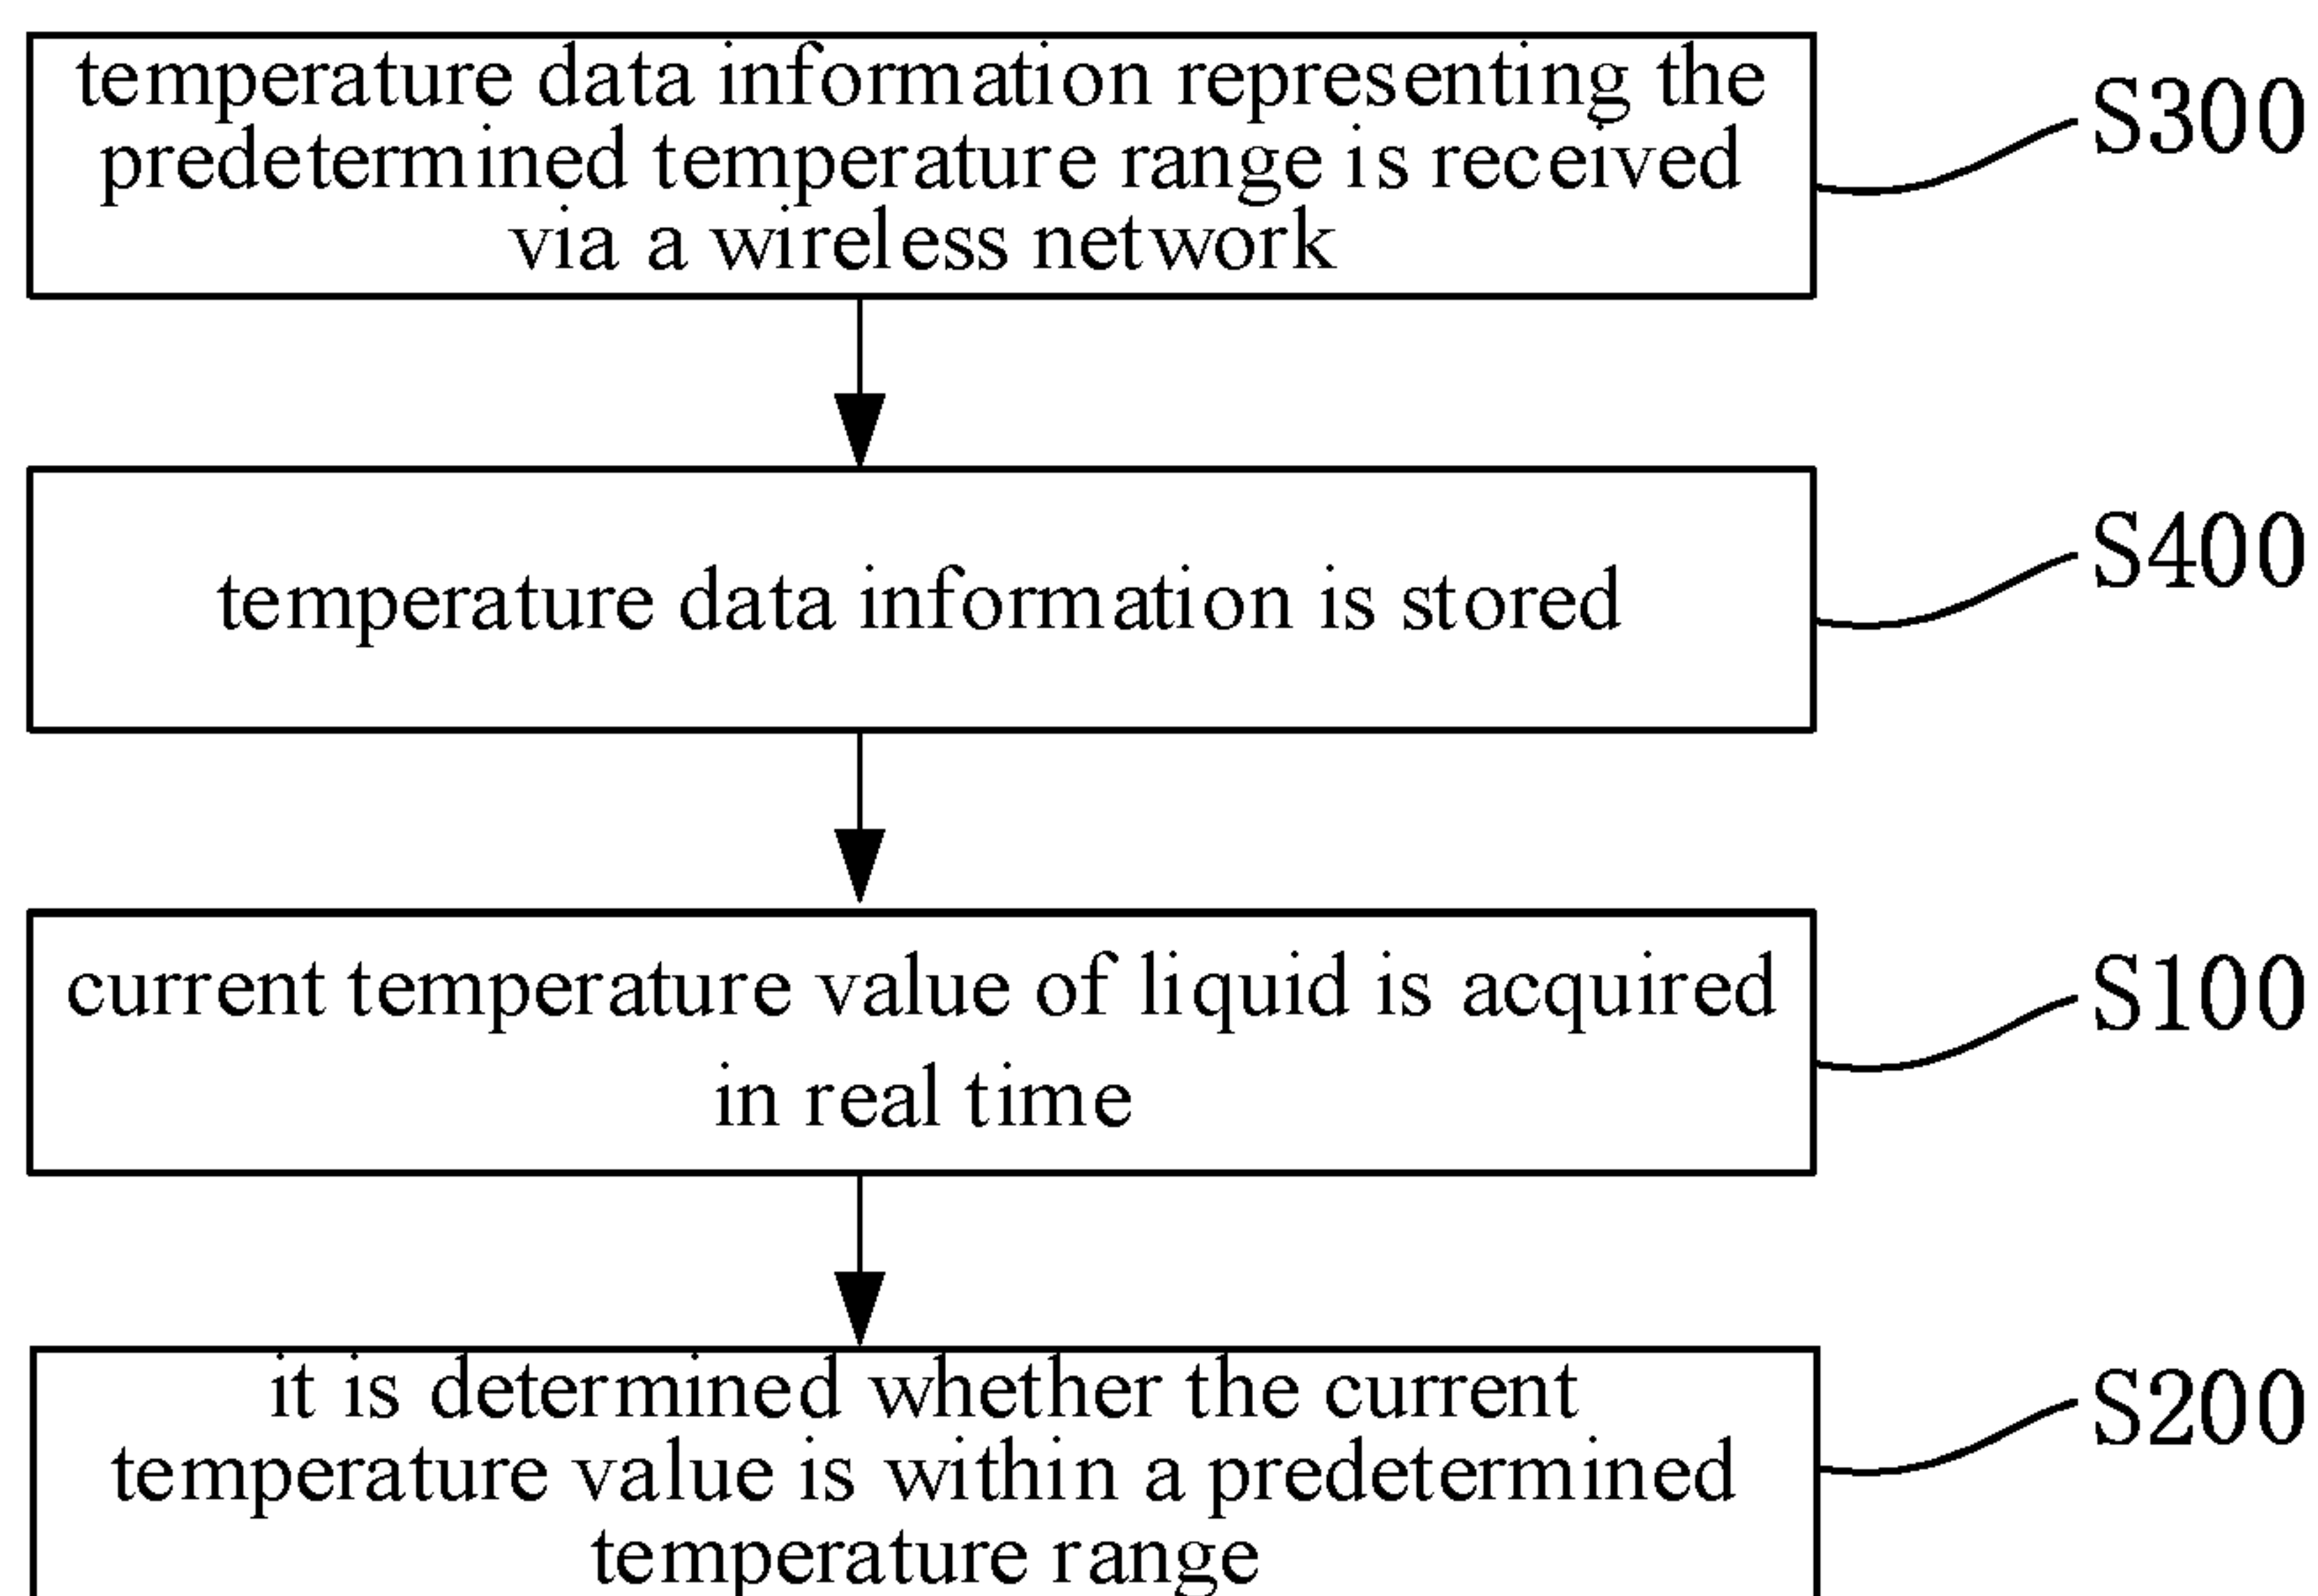 temperature data information representing the
predetermined temperature range is received
via a wireless network
S300
temperature data information is stored
S400
current temperature value of liquid is acquired
in real time
S100
it is determined whether the current
temperature value is within a predetermined
temperature range
S200